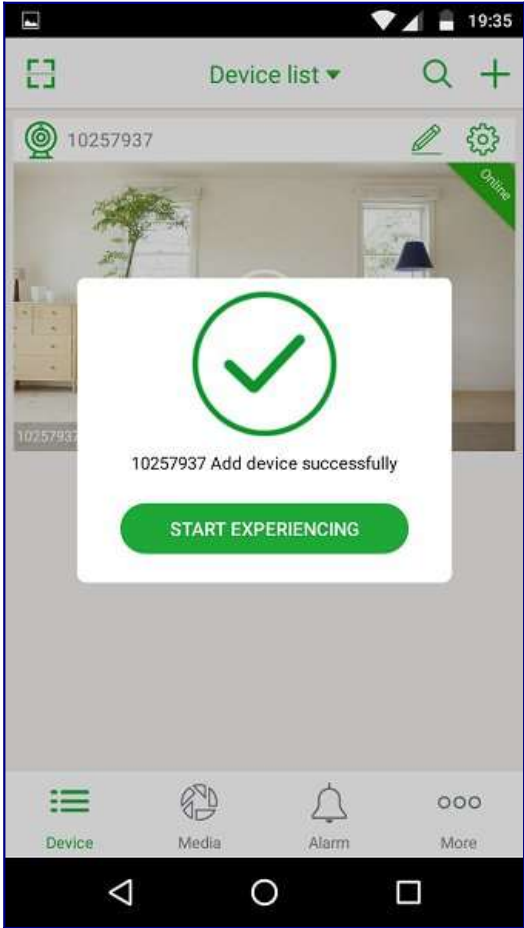 19:35
Device list
10257937
Online
10257937
10257937 Add device successfully
START EXPERIENCING
Device
Media
Alarm
More